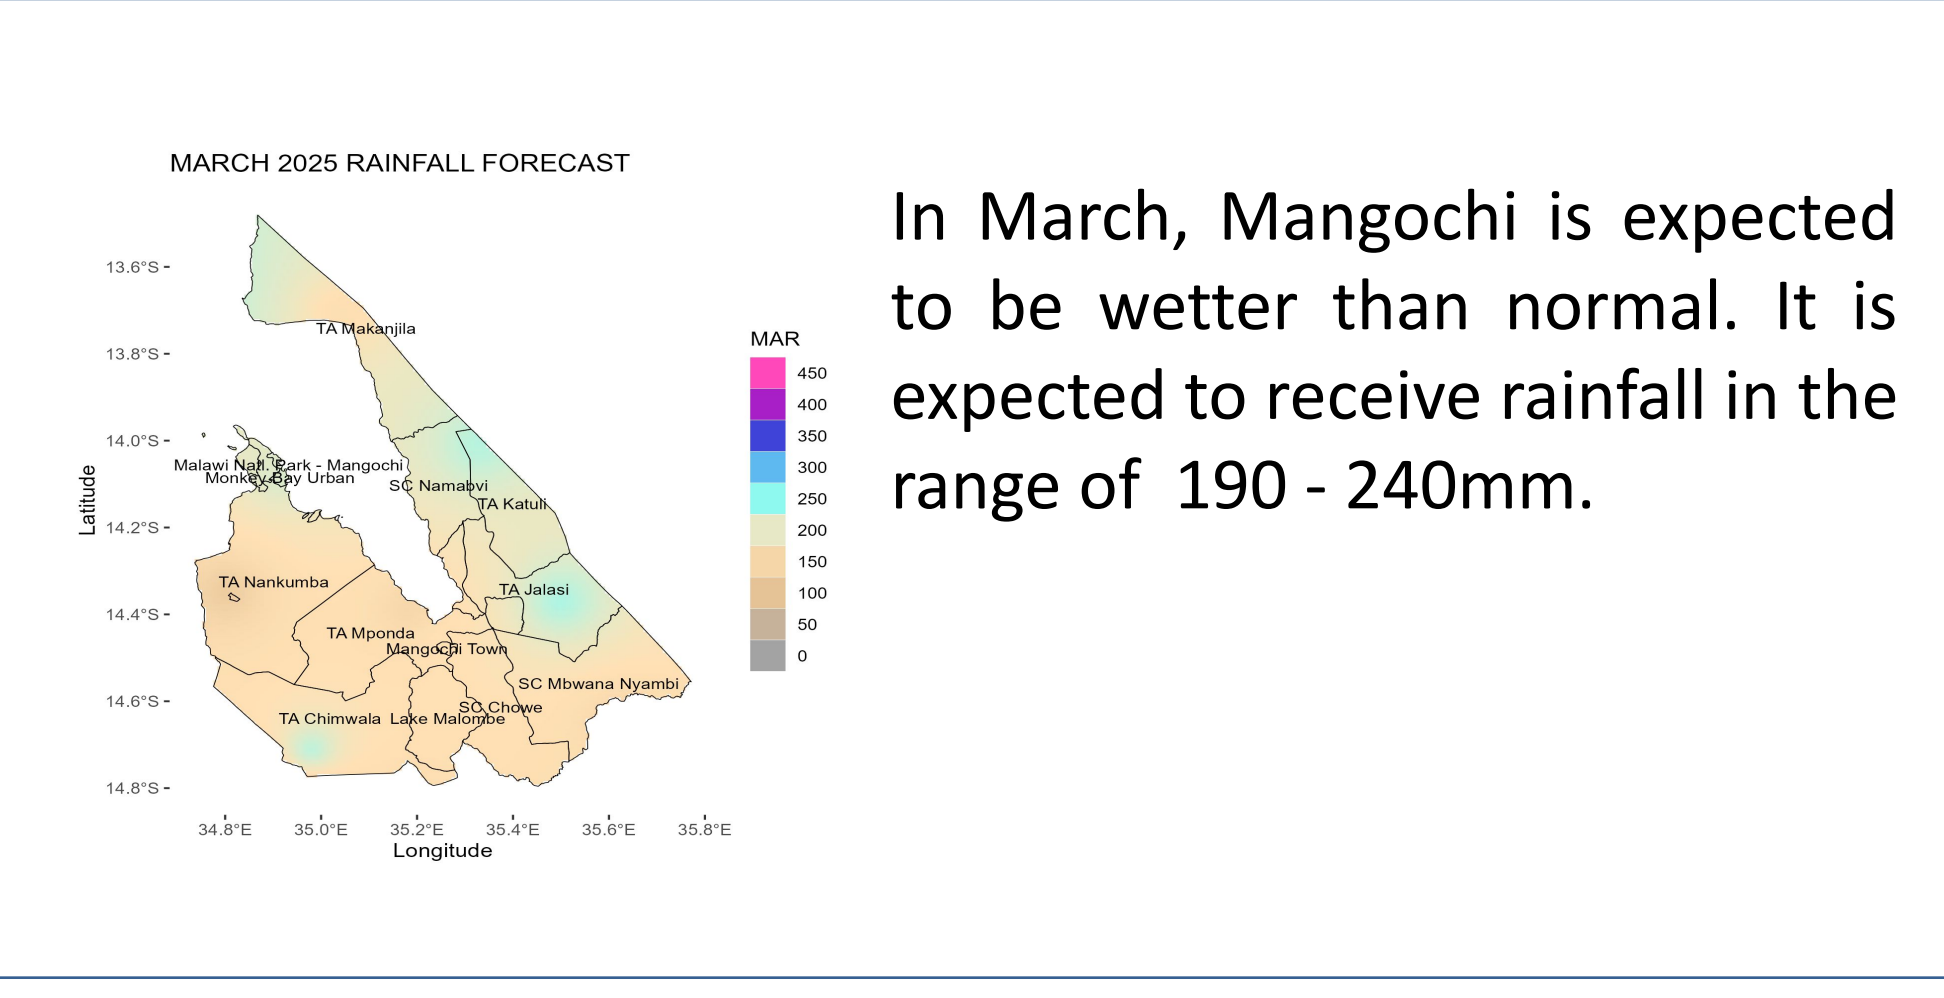 MARCH 2025 RAINFALL FORECAST
In March, Mangochi is expected
to be wetter than normal. It is
expected to receive rainfall in the
range of 190 - 240mm.
Latitude
13.6°S
13.8°S
14.0°S
14.2°S
14.4°S
14.6°S
14.8°S
TA Makanjila
Malawi Natl. Park - Mangochi
Monkey Bay Urban
SC Namabvi
TA Katuli
TA Nankumba
TA Jalasi
TA Mponda
Mangochi Town
SC Mbwana Nyambi
SC Chowe
TA Chimwala
Lake Malombe
34.8°E 35.0°E 35.2°E 35.4°E 35.6°E 35.8°E
Longitude
MAR
450
400
350
300
250
200
150
100
50
0